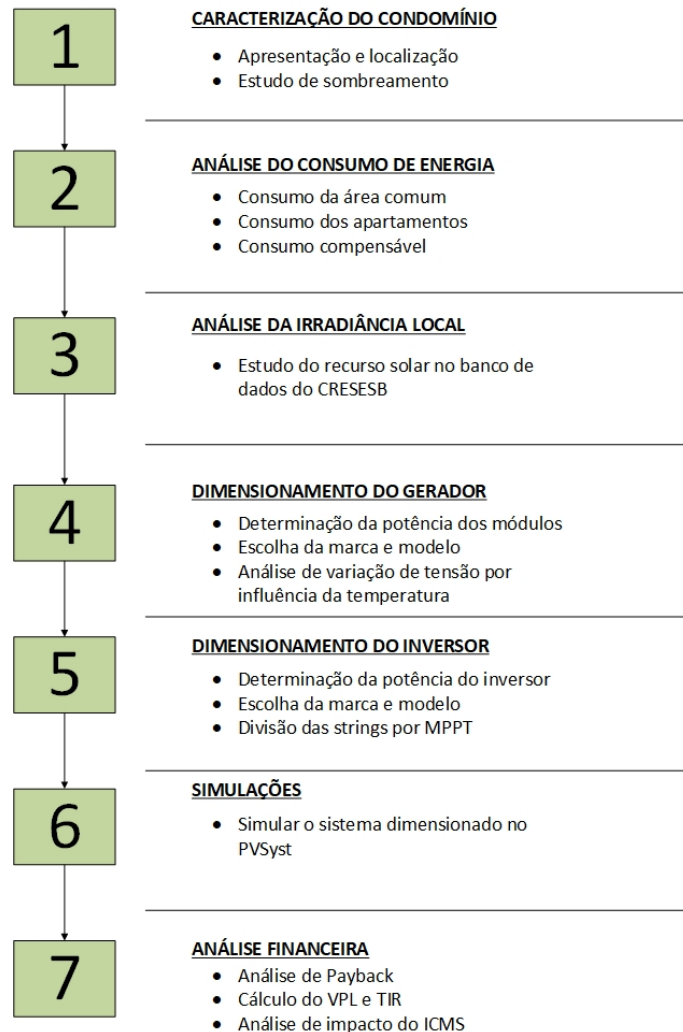 1
CARACTERIZAÇÃO DO CONDOMÍNIO
• Apresentação e localização
• Estudo de sombreamento
2
ANÁLISE DO CONSUMO DE ENERGIA
• Consumo da área comum
• Consumo dos apartamentos
• Consumo compensável
3
ANÁLISE DA IRRADIÂNCIA LOCAL
• Estudo do recurso solar no banco de
dados do CRESESB
4
DIMENSIONAMENTO DO GERADOR
• Determinação da potência dos módulos
• Escolha da marca e modelo
• Análise de variação de tensão por
influência da temperatura
5
DIMENSIONAMENTO DO INVERSOR
• Determinação da potência do inversor
• Escolha da marca e modelo
• Divisão das strings por MPPT
6
SIMULAÇÕES
• Simular o sistema dimensionado no
PVSyst
7
ANÁLISE FINANCEIRA
• Análise de Payback
• Cálculo do VPL e TIR
• Análise de impacto do ICMS